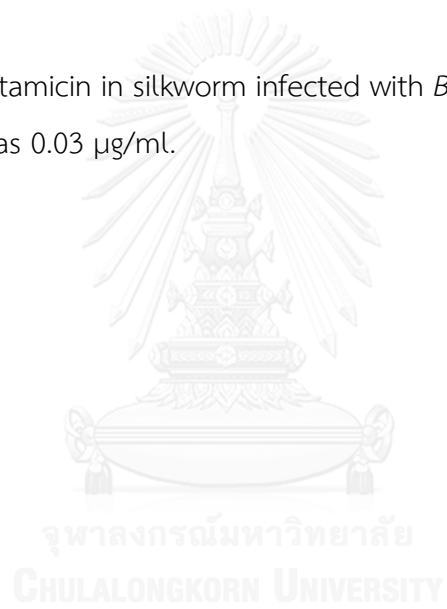 tamicin in silkworm infected with B
as 0.03 µg/ml.
จุฬาลงกรณ์มหาวิทยาลัย
CHULALONGKORN UNIVERSITY